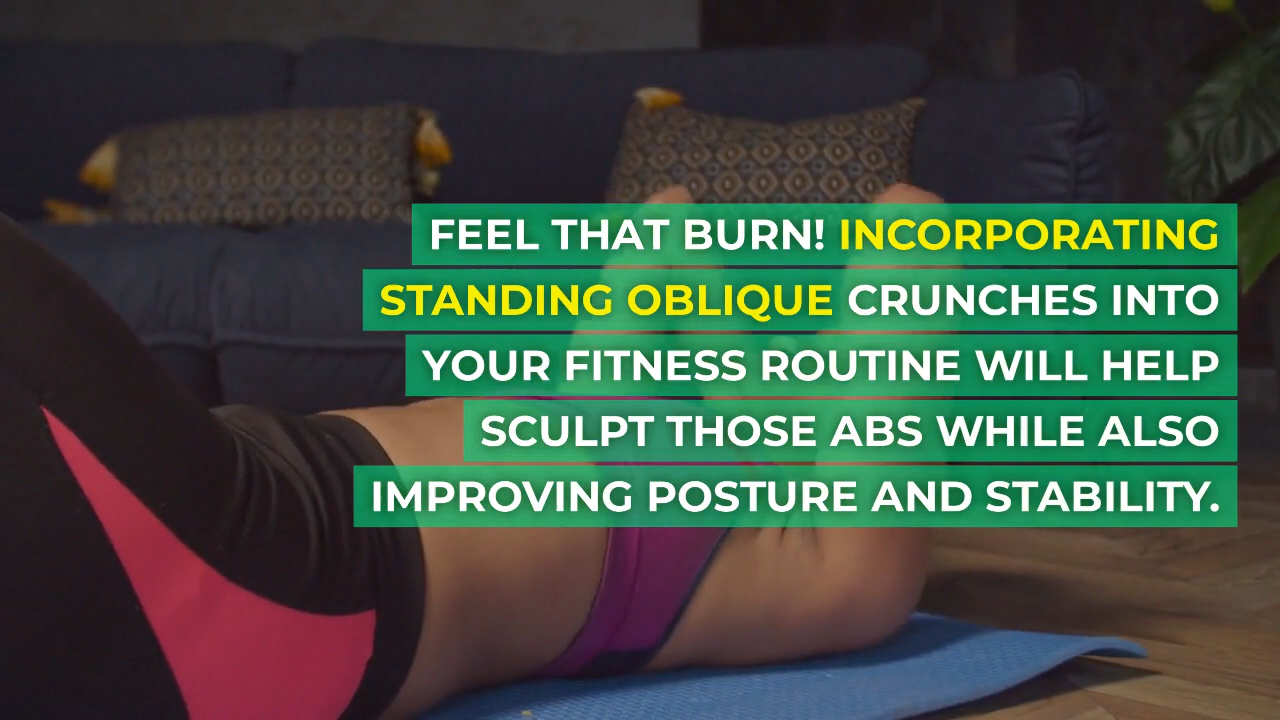 FEEL THAT BURN! INCORPORATING
STANDING OBLIQUE CRUNCHES INTO
YOUR FITNESS ROUTINE WILL HELP
SCULPT THOSE ABS WHILE ALSO
IMPROVING POSTURE AND STABILITY.